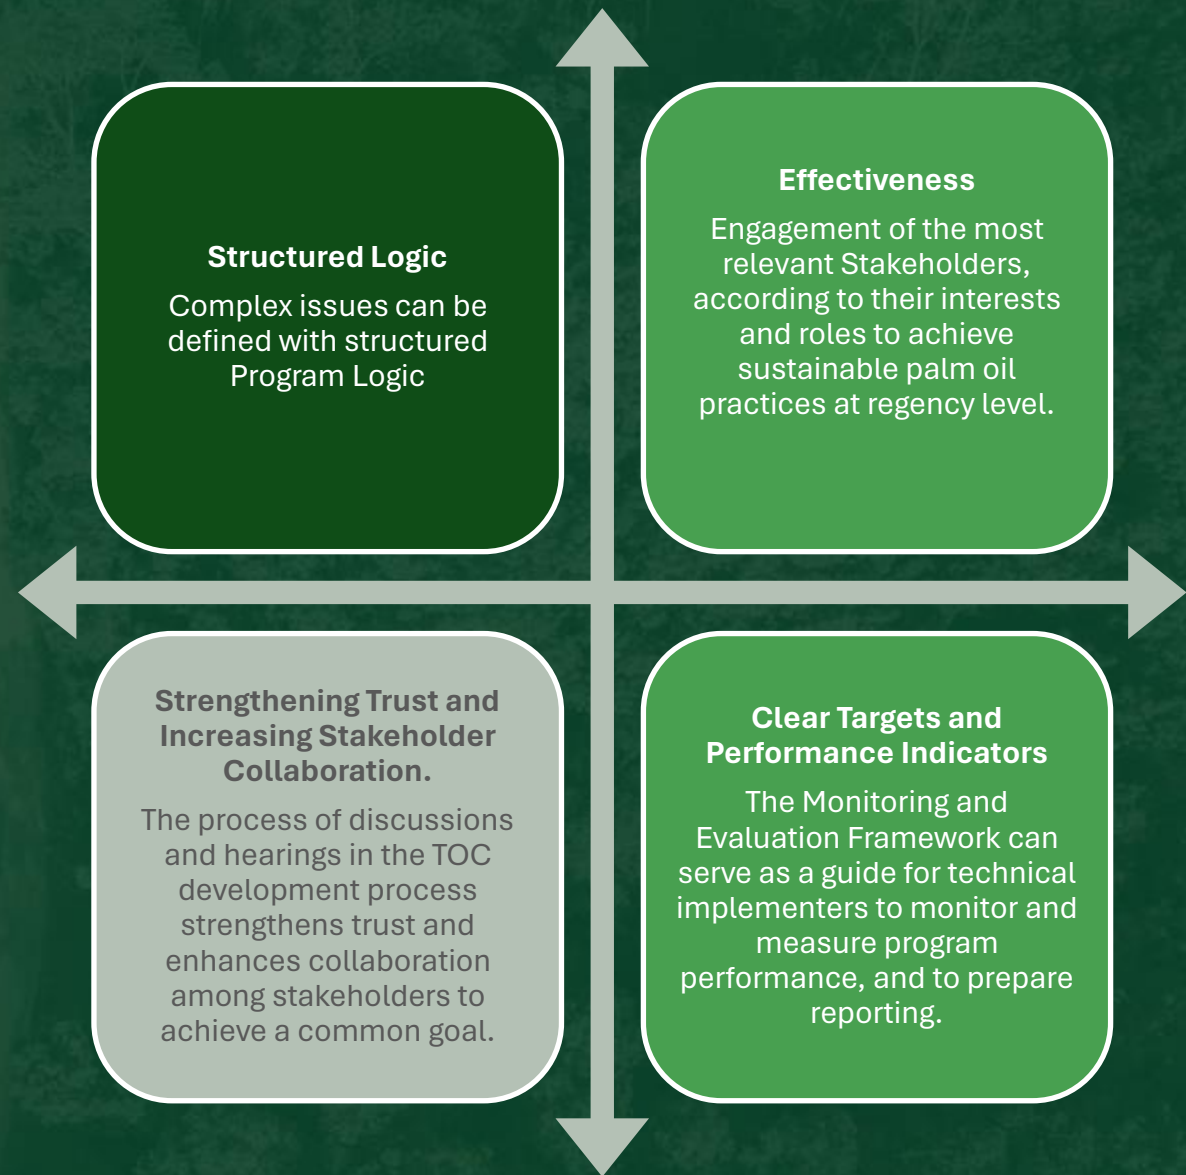 Structured Logic
Complex issues can be
defined with structured
Program Logic
Effectiveness
Engagement of the most
relevant Stakeholders,
according to their interests
and roles to achieve
sustainable palm oil
practices at regency level.
Strengthening Trust and
Increasing Stakeholder
Collaboration.
The process of discussions
and hearings in the TOC
development process
strengthens trust and
enhances collaboration
among stakeholders to
achieve a common goal.
Clear Targets and
Performance Indicators
The Monitoring and
Evaluation Framework can
serve as a guide for technical
implementers to monitor and
measure program
performance, and to prepare
reporting.